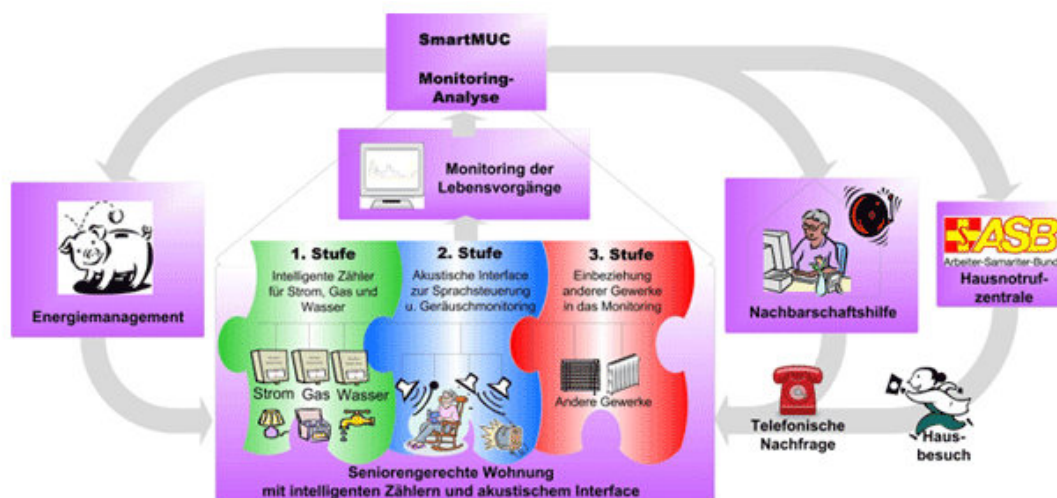 SmartMUC
Monitoring-
Analyse
Monitoring der
Lebensvorgänge
Energiemanagement
1. Stufe
Intelligente Zähler
für Strom, Gas und
Wasser
Strom Gas Wasser
2. Stufe
Akustische Interface
zur Sprachsteuerung
u. Geräuschmonitoring
3. Stufe
Einbeziehung
anderer Gewerke
in das Monitoring
Andere Gewerke
Seniorengerechte Wohnung
mit intelligenten Zählern und akustischem Interface
Nachbarschaftshilfe
ASB
Arbeiter-Samariter-Bund
Hausnotruf-
zentrale
Telefonische
Nachfrage
Haus-
besuch